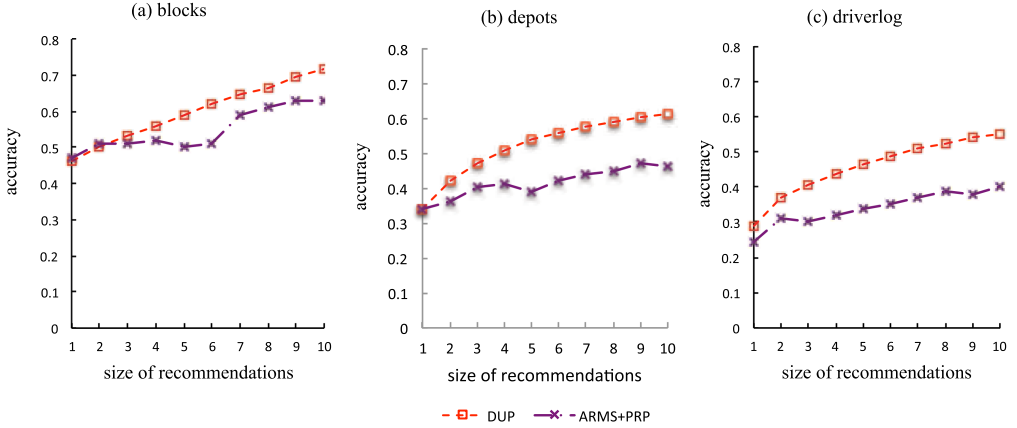 (a) blocks
accuracy
0.8
0.7
0.6
0.5
0.4
0.3
0.2
0.1
0
1 2 3 4 5 6 7 8 9 10
size of recommendations
(b) depots
accuracy
0.8
0.7
0.6
0.5
0.4
0.3
0.2
0.1
0
1 2 3 4 5 6 7 8 9 10
size of recommendations
(c) driverlog
accuracy
0.8
0.7
0.6
0.5
0.4
0.3
0.2
0.1
0
1 2 3 4 5 6 7 8 9 10
size of recommendations
DUP ARMS+PRP